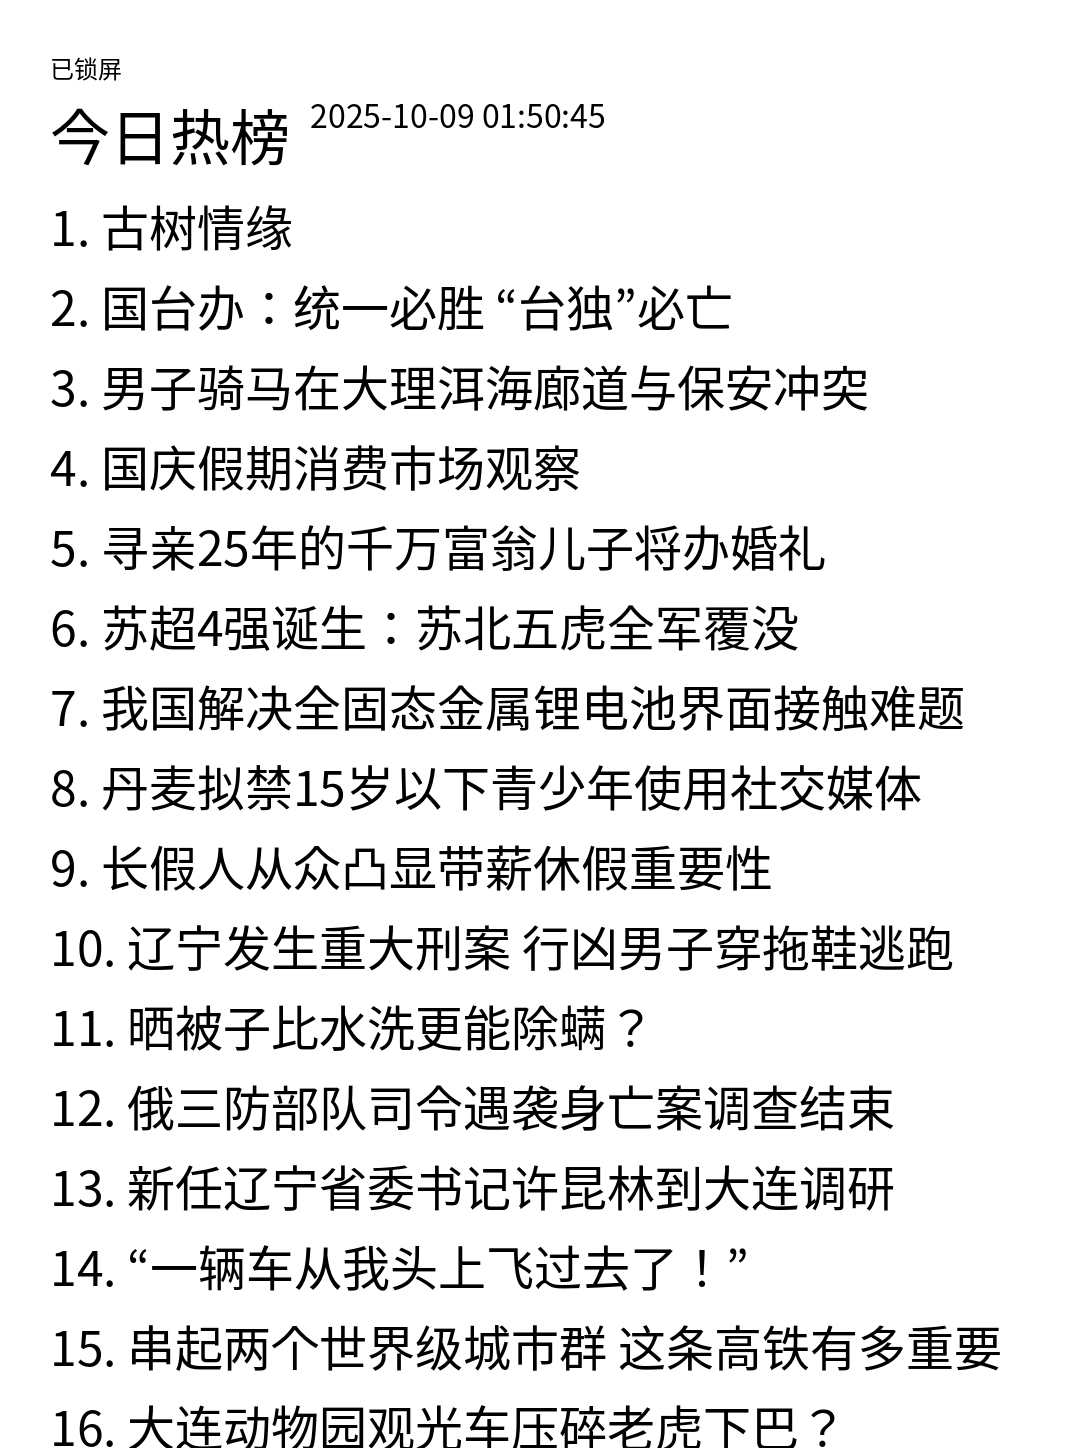 已锁屏
今日热榜 2025-10-09 01:50:45
1. 古树情缘
2. 国台办：统一必胜 “台独”必亡
3. 男子骑马在大理洱海廊道与保安冲突
4. 国庆假期消费市场观察
5. 寻亲25年的千万富翁儿子将办婚礼
6. 苏超4强诞生：苏北五虎全军覆没
7. 我国解决全固态金属锂电池界面接触难题
8. 丹麦拟禁15岁以下青少年使用社交媒体
9. 长假人从众凸显带薪休假重要性
10. 辽宁发生重大刑案 行凶男子穿拖鞋逃跑
11. 晒被子比水洗更能除螨？
12. 俄三防部队司令遇袭身亡案调查结束
13. 新任辽宁省委书记许昆林到大连调研
14. “一辆车从我头上飞过去了！”
15. 串起两个世界级城市群 这条高铁有多重要
16. 大连动物园观光车压碎老虎下巴？